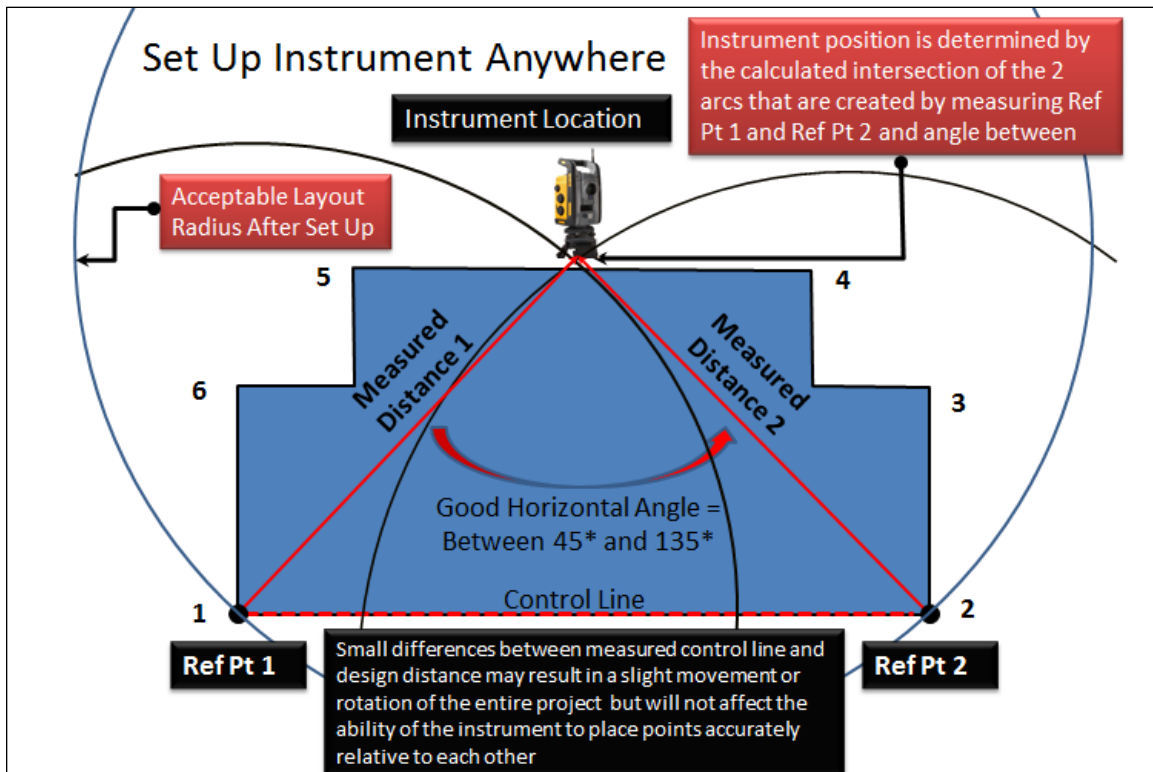 Set Up Instrument Anywhere
Instrument position is determined by
the calculated intersection of the 2
arcs that are created by measuring Ref
Pt 1 and Ref Pt 2 and angle between
Instrument Location
Acceptable Layout
Radius After Set Up
5
4
Measured
Distance 1
Measured
Distance 2
6
3
Good Horizontal Angle =
Between 45* and 135*
Control Line
1
2
Ref Pt 1
Ref Pt 2
Small differences between measured control line and
design distance may result in a slight movement or
rotation of the entire project but will not affect the
ability of the instrument to place points accurately
relative to each other